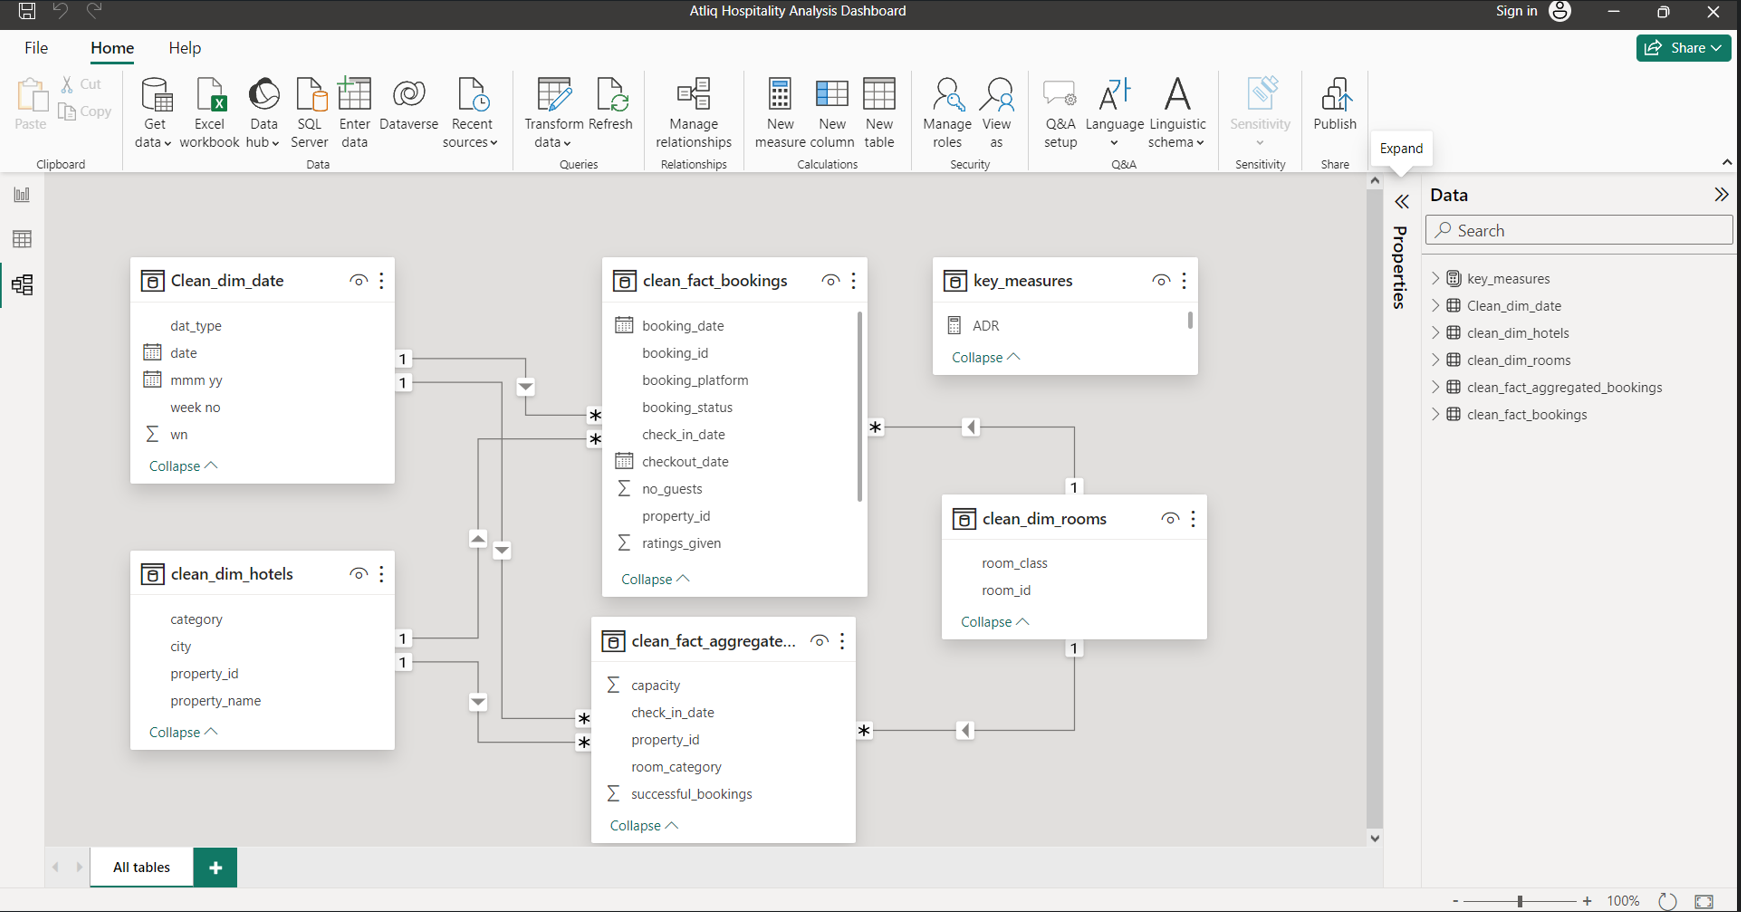 Atliq Hospitality Analysis Dashboard
Sign in
File Home Help
Share
Paste
Cut
Copy
Clipboard
Get data
Excel workbook
Data hub
SQL Server
Enter data
Dataverse
Recent sources
Data
Transform data
Refresh
Queries
Manage relationships
Relationships
New measure
New column
New table
Calculations
Manage roles
View as
Security
Q&A setup
Language
Linguistic schema
Q&A
Sensitivity
Sensitivity
Publish
Share
Expand
Clean_dim_date
dat_type
date
mmm yy
week no
wn
Collapse
1
1
clean_dim_hotels
category
city
property_id
property_name
Collapse
1
1
clean_fact_bookings
booking_date
booking_id
booking_platform
booking_status
check_in_date
checkout_date
no_guests
property_id
ratings_given
Collapse
*
*
*
clean_fact_aggregate...
capacity
check_in_date
property_id
room_category
successful_bookings
Collapse
*
*
*
key_measures
ADR
Collapse
1
clean_dim_rooms
room_class
room_id
Collapse
1
Properties
Data
Search
key_measures
Clean_dim_date
clean_dim_hotels
clean_dim_rooms
clean_fact_aggregated_bookings
clean_fact_bookings
All tables
+
- + 100%